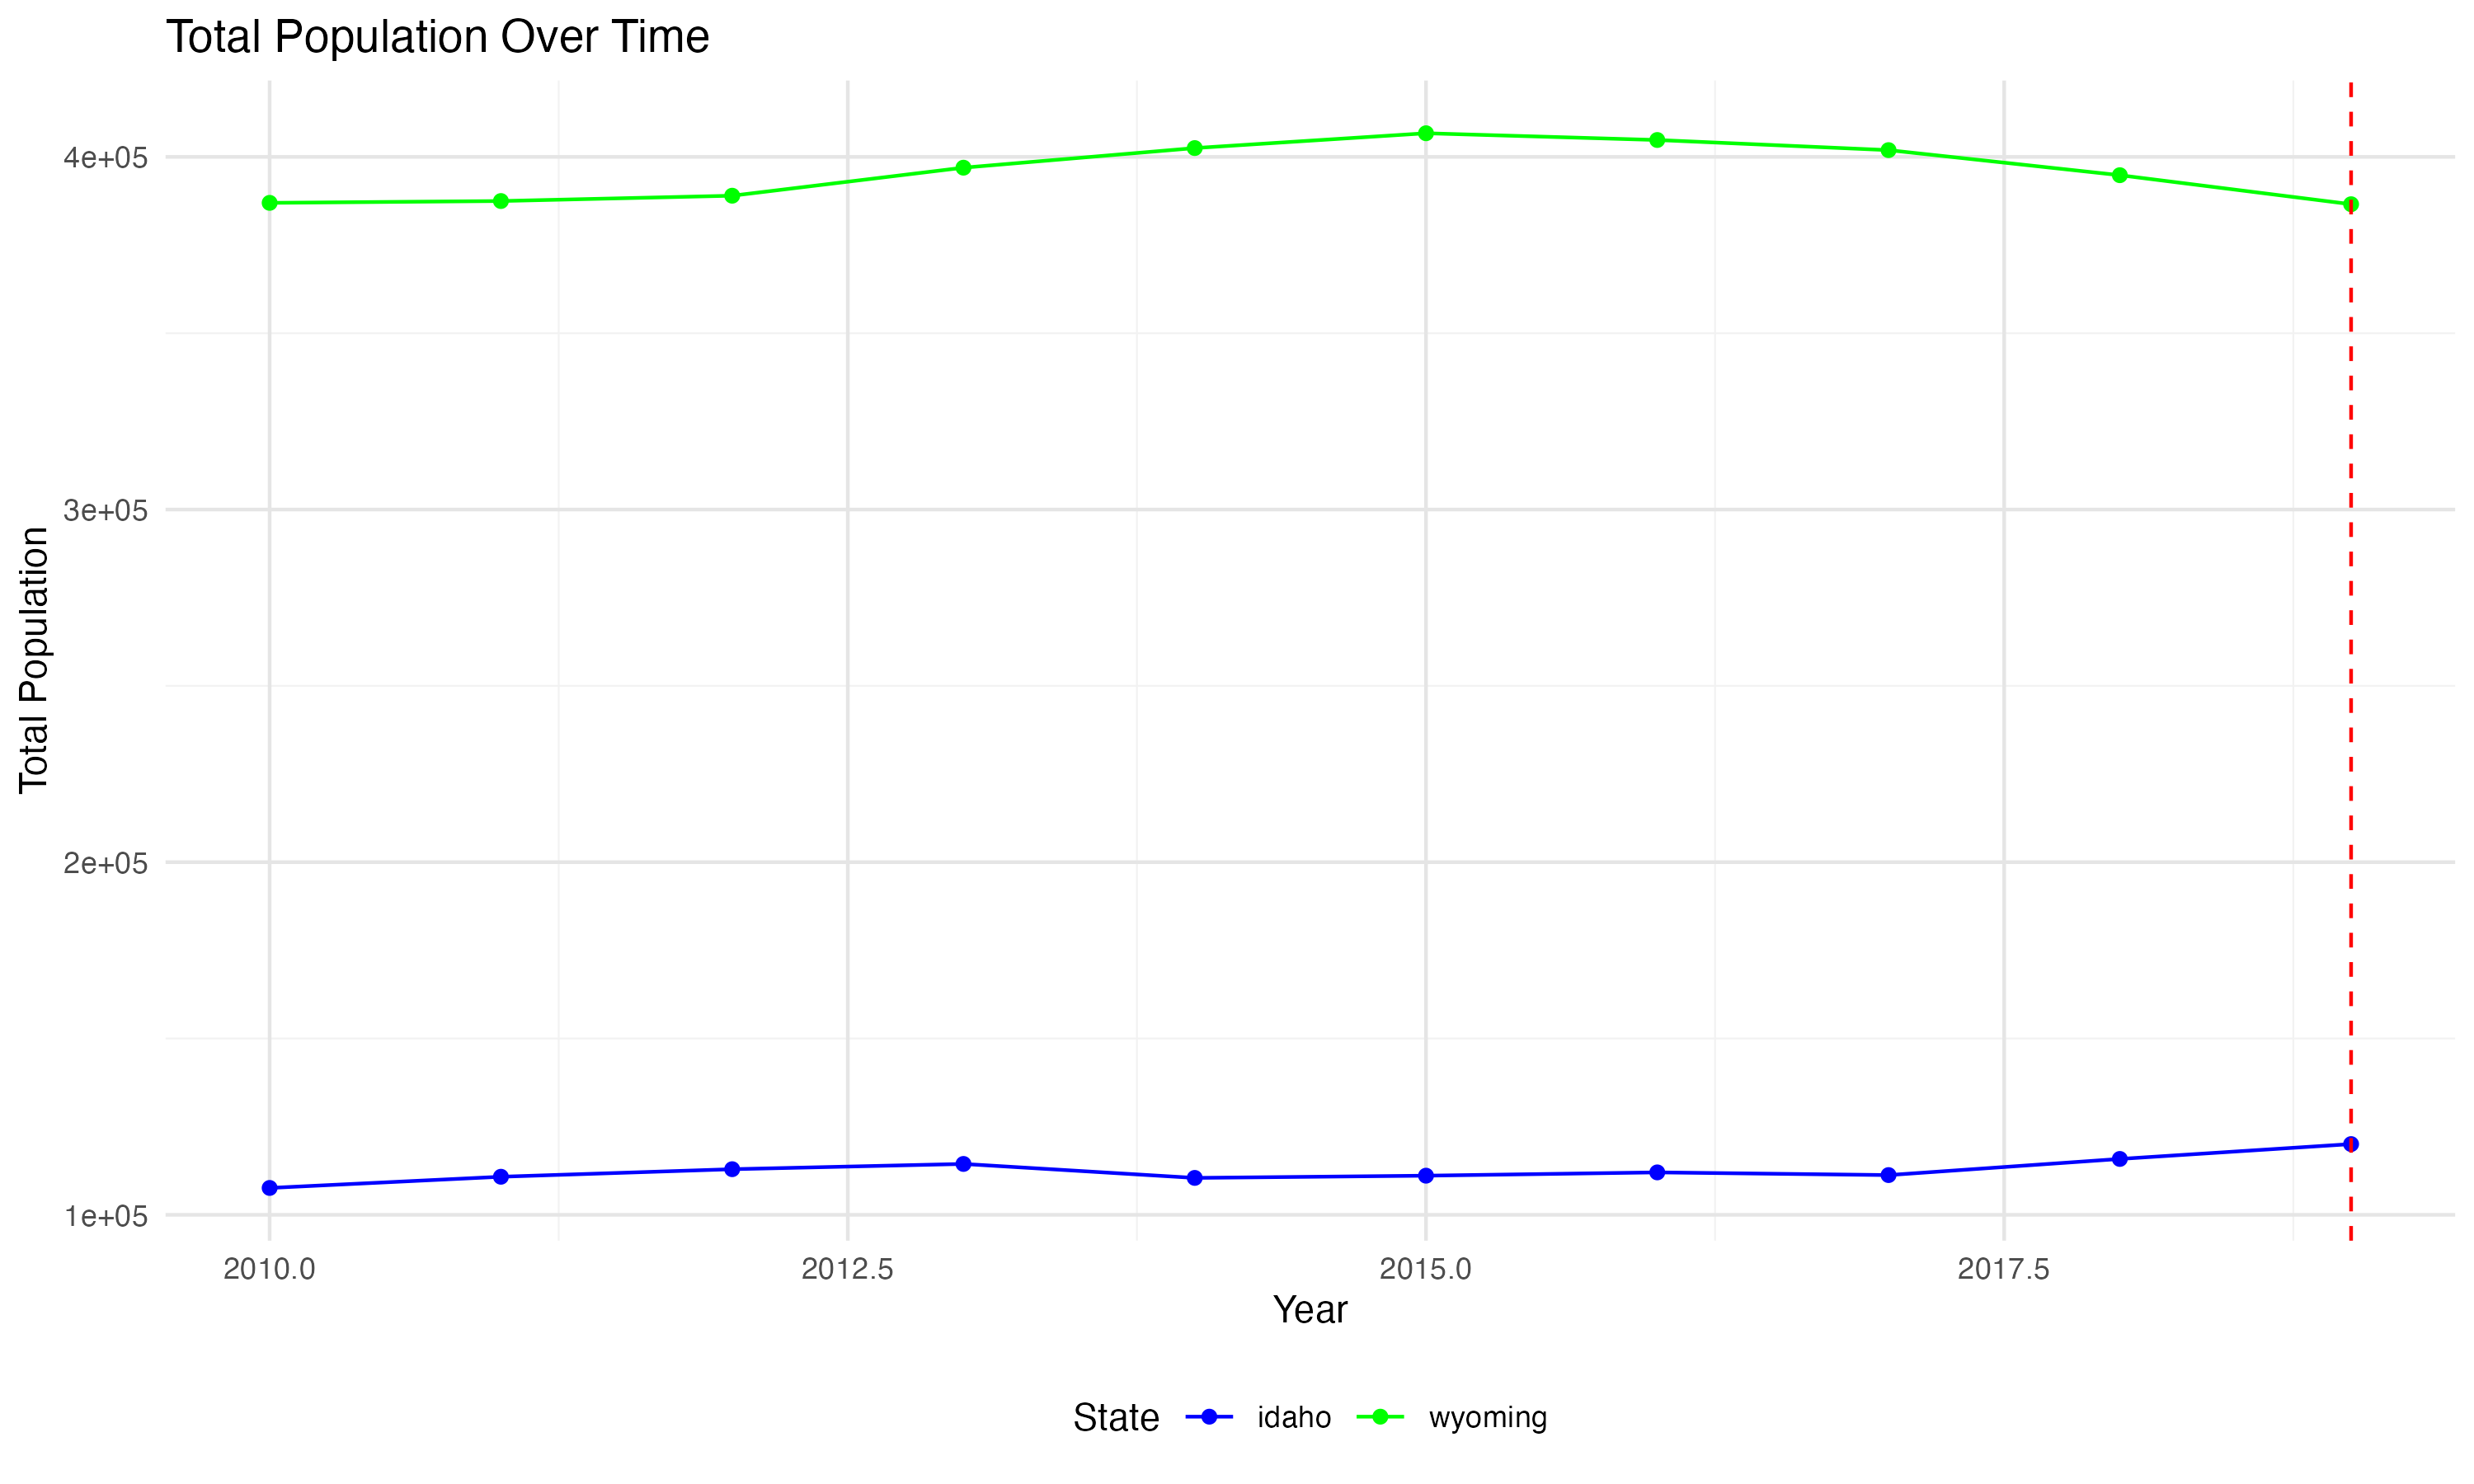 Total Population Over Time
Total Population
4e+05
3e+05
2e+05
1e+05
2010.0 2012.5 2015.0 2017.5
Year
State idaho wyoming